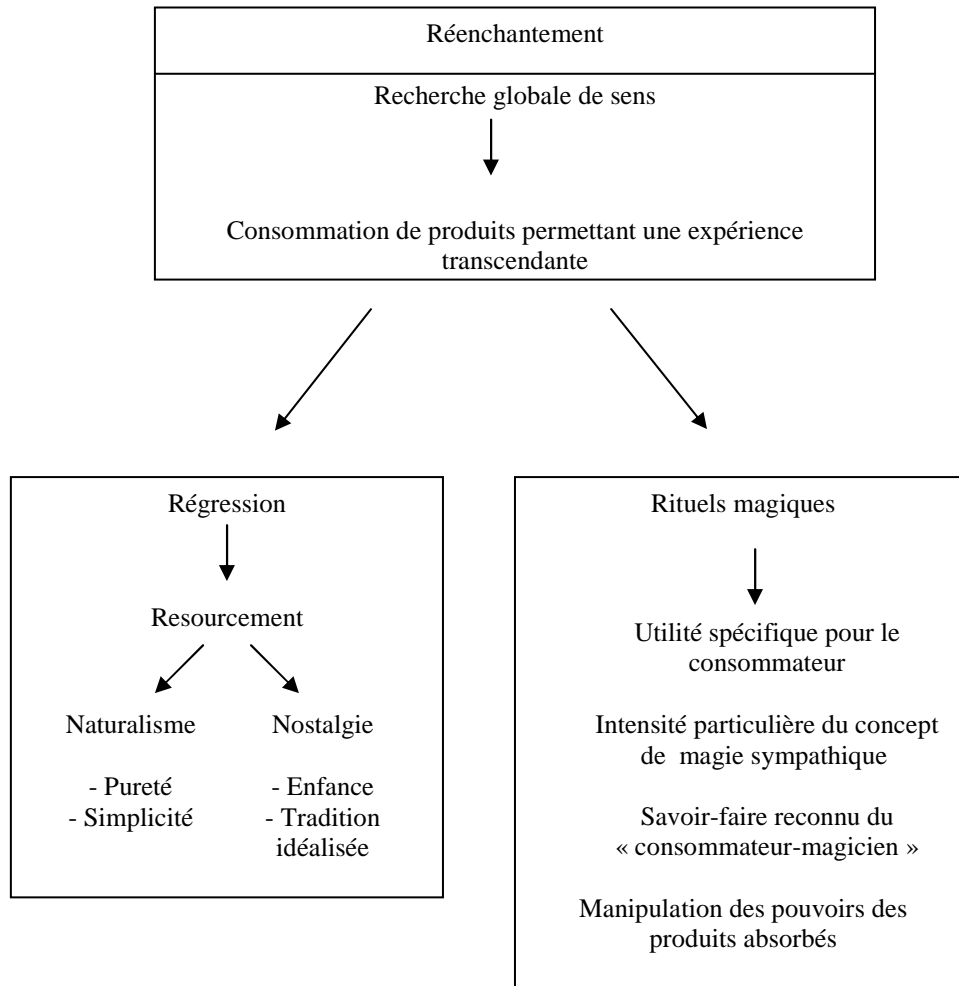 Réenchantement
Recherche globale de sens
Consommation de produits permettant une expérience
transcendante
Régression
Resourcement
Naturalisme
- Pureté
- Simplicité
Nostalgie
- Enfance
- Tradition
idéalisée
Rituels magiques
Utilité spécifique pour le
consommateur
Intensité particulière du concept
de magie sympathique
Savoir-faire reconnu du
« consommateur-magicien »
Manipulation des pouvoirs des
produits absorbés